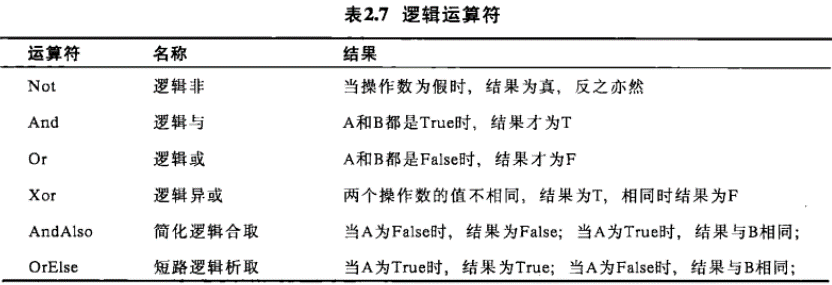 表2.7 逻辑运算符
运算符 名称 结果
Not 逻辑非 当操作数为假时，结果为真，反之亦然
And 逻辑与 A和B都是True时，结果才为T
Or 逻辑或 A和B都是False时，结果才为F
Xor 逻辑异或 两个操作数的值不相同，结果为T，相同时结果为F
AndAlso 简化逻辑合取 当A为False时，结果为False；当A为True时，结果与B相同；
OrElse 短路逻辑析取 当A为True时，结果为True；当A为False时，结果与B相同；